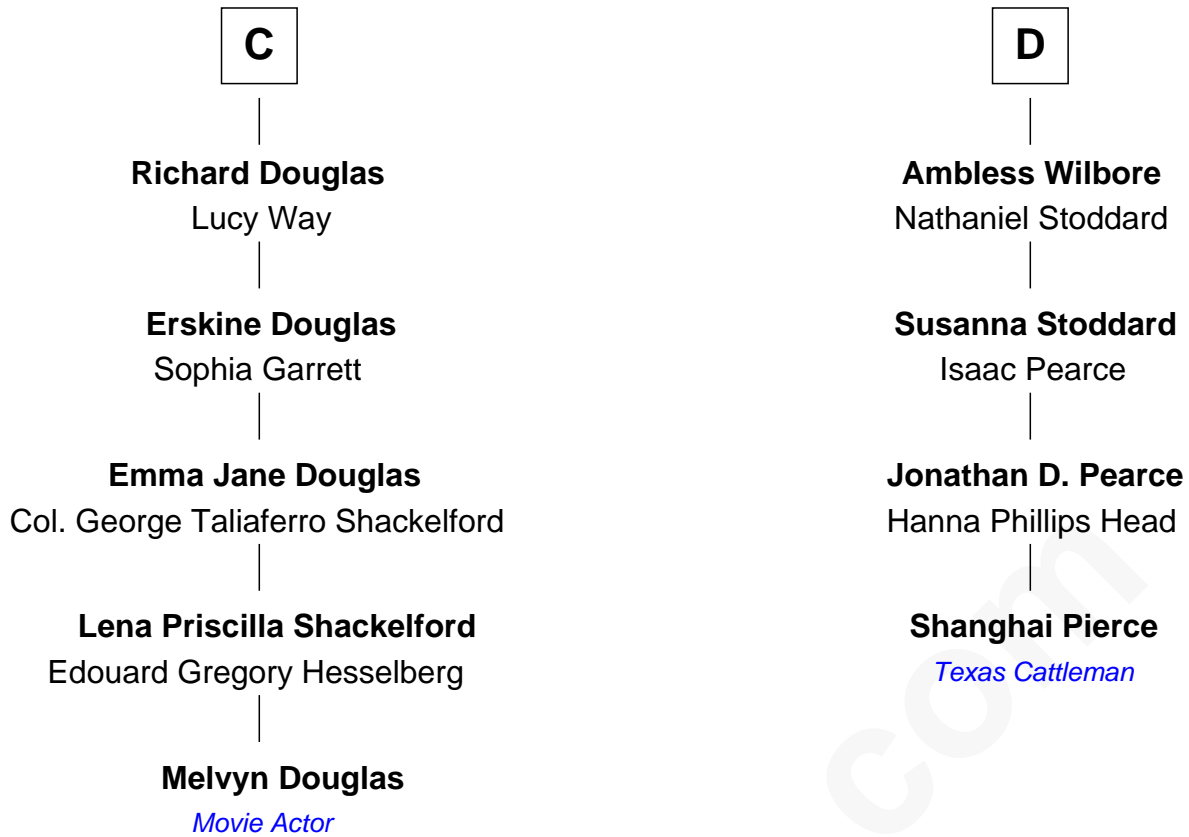 C
Richard Douglas
Lucy Way
Erskine Douglas
Sophia Garrett
Emma Jane Douglas
Col. George Taliaferro Shackelford
Lena Priscilla Shackelford
Edouard Gregory Hesselberg
Melvyn Douglas
Movie Actor
D
Ambless Wilbore
Nathaniel Stoddard
Susanna Stoddard
Isaac Pearce
Jonathan D. Pearce
Hanna Phillips Head
Shanghai Pierce
Texas Cattleman
com